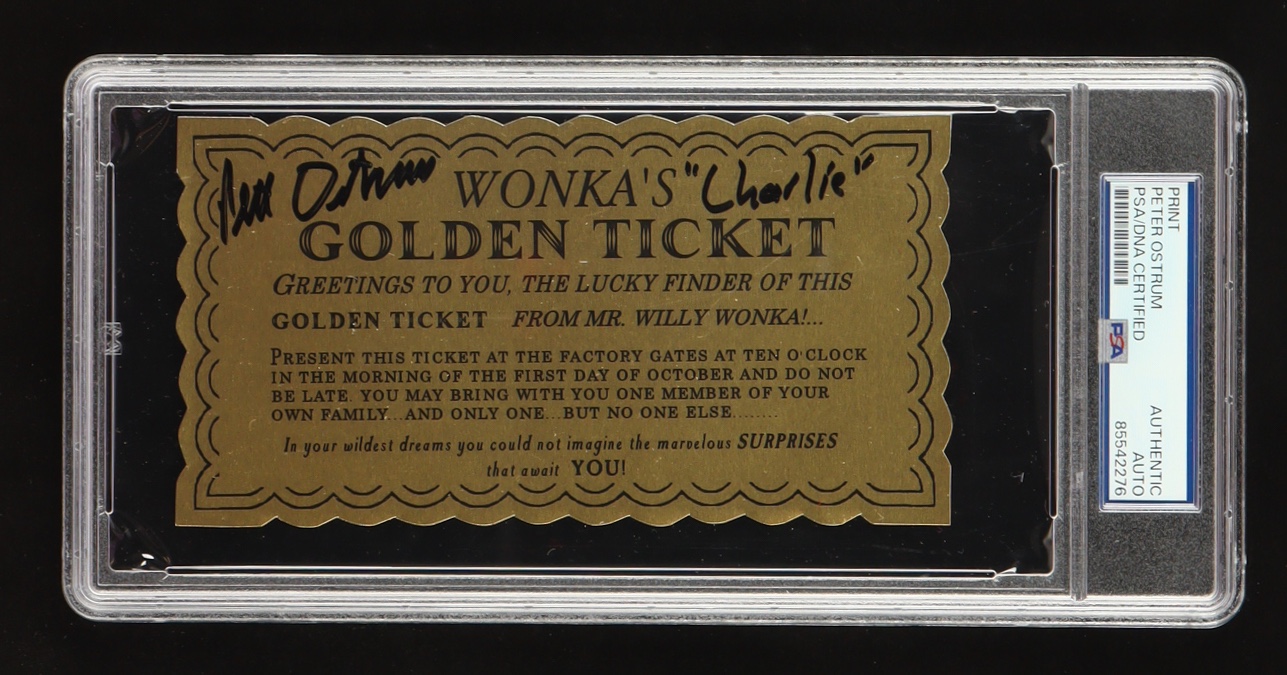 Peter Ostrum
WONKA'S "Charlie"
GOLDEN TICKET
GREETINGS TO YOU, THE LUCKY FINDER OF THIS
GOLDEN TICKET FROM MR. WILLY WONKA!...
PRESENT THIS TICKET AT THE FACTORY GATES AT TEN O'CLOCK
IN THE MORNING OF THE FIRST DAY OF OCTOBER AND DO NOT
BE LATE. YOU MAY BRING WITH YOU ONE MEMBER OF YOUR
OWN FAMILY...AND ONLY ONE...BUT NO ONE ELSE........
In your wildest dreams you could not imagine the marvelous SURPRISES
that await YOU!
PRINT
PETER OSTRUM
PSA/DNA CERTIFIED
PSA
AUTHENTIC
AUTO
85542276